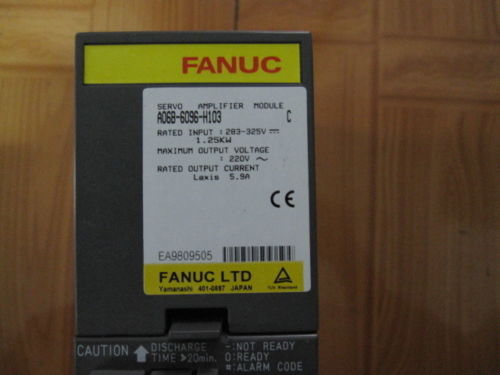 FANUC
SERVO AMPLIFIER MODULE
A06B-6096-H103 C
RATED INPUT : 283-325V ⎓
1.25KW
MAXIMUM OUTPUT VOLTAGE
: 220V ～
RATED OUTPUT CURRENT
Laxis 5.9A
CE
EA9809505
FANUC LTD
Yamanashi 401-0597 JAPAN
TÜV Rheinland
CAUTION DISCHARGE -:NOT READY
TIME >20min. 0:READY
#:ALARM CODE